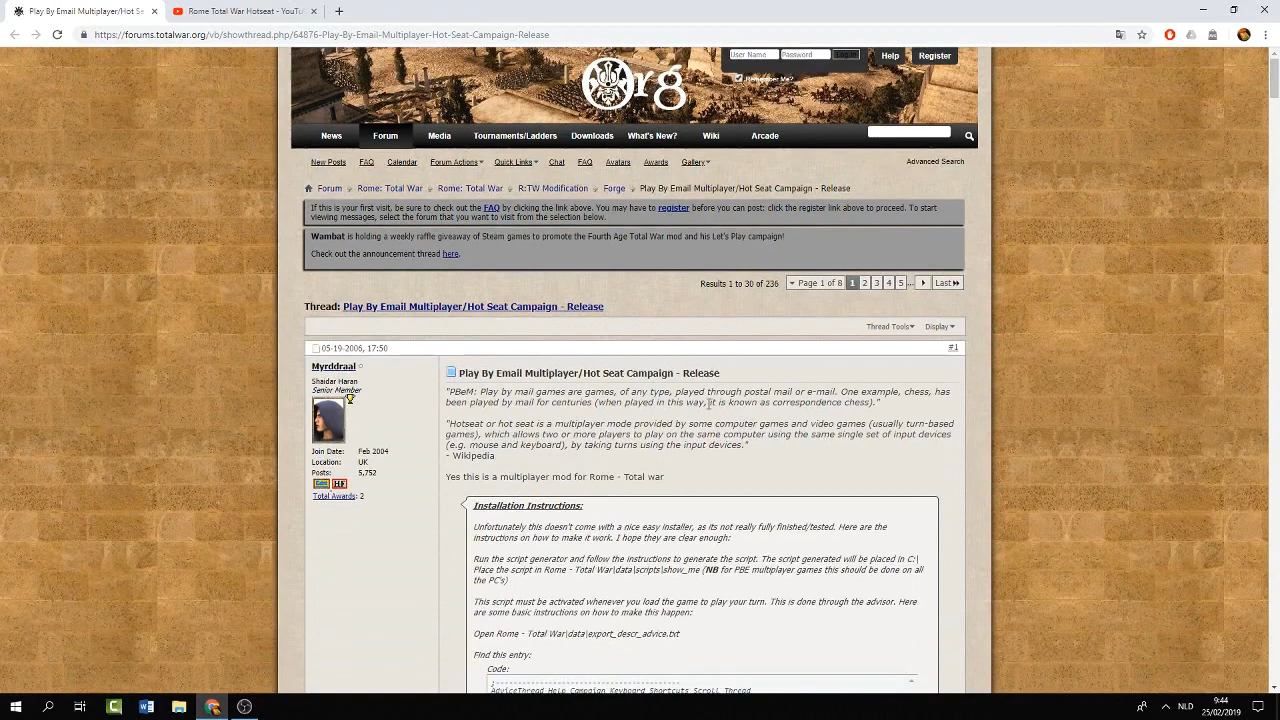 Play By Email Multiplayer/Hot Se
Rome Total War Hotseat - YouT
https://forums.totalwar.org/vb/showthread.php/64876-Play-By-Email-Multiplayer-Hot-Seat-Campaign-Release
User Name
Password
Log in
Help
Register
Remember Me?
Org
News
Forum
Media
Tournaments/Ladders
Downloads
What's New?
Wiki
Arcade
New Posts
FAQ
Calendar
Forum Actions
Quick Links
Chat
FAQ
Avatars
Awards
Gallery
Advanced Search
Forum
Rome: Total War
Rome: Total War
R:TW Modification
Forge
Play By Email Multiplayer/Hot Seat Campaign - Release
If this is your first visit, be sure to check out the FAQ by clicking the link above. You may have to register before you can post: click the register link above to proceed. To start
viewing messages, select the forum that you want to visit from the selection below.
Wambat is holding a weekly raffle giveaway of Steam games to promote the Fourth Age Total War mod and his Let's Play campaign!
Check out the announcement thread here.
Results 1 to 30 of 236
Page 1 of 8
1
2
3
4
5
...
Last
Thread: Play By Email Multiplayer/Hot Seat Campaign - Release
Thread Tools
Display
05-19-2006, 17:50
#1
Myrddraal
Shaidar Haran
Senior Member
Join Date: Feb 2004
Location: UK
Posts: 5,752
Total Awards: 2
Play By Email Multiplayer/Hot Seat Campaign - Release
"PBeM: Play by mail games are games, of any type, played through postal mail or e-mail. One example, chess, has
been played by mail for centuries (when played in this way, it is known as correspondence chess)."
"Hotseat or hot seat is a multiplayer mode provided by some computer games and video games (usually turn-based
games), which allows two or more players to play on the same computer using the same single set of input devices
(e.g. mouse and keyboard), by taking turns using the input devices."
- Wikipedia
Yes this is a multiplayer mod for Rome - Total war
Installation Instructions:
Unfortunately this doesn't come with a nice easy installer, as its not really fully finished/tested. Here are the
instructions on how to make it work. I hope they are clear enough:
Run the script generator and follow the instructions to generate the script. The script generated will be placed in C:\
Place the script in Rome - Total War\data\scripts\show_me (NB for PBE multiplayer games this should be done on all
the PC's)
This script must be activated whenever you load the game to play your turn. This is done through the advisor. Here
are some basic instructions on how to make this happen:
Open Rome - Total War\data\export_descr_advice.txt
Find this entry:
Code:
;------------------------------------------
AdviceThread Help_Campaign_Keyboard_Shortcuts_Scroll_Thread
NLD
9:44
25/02/2019